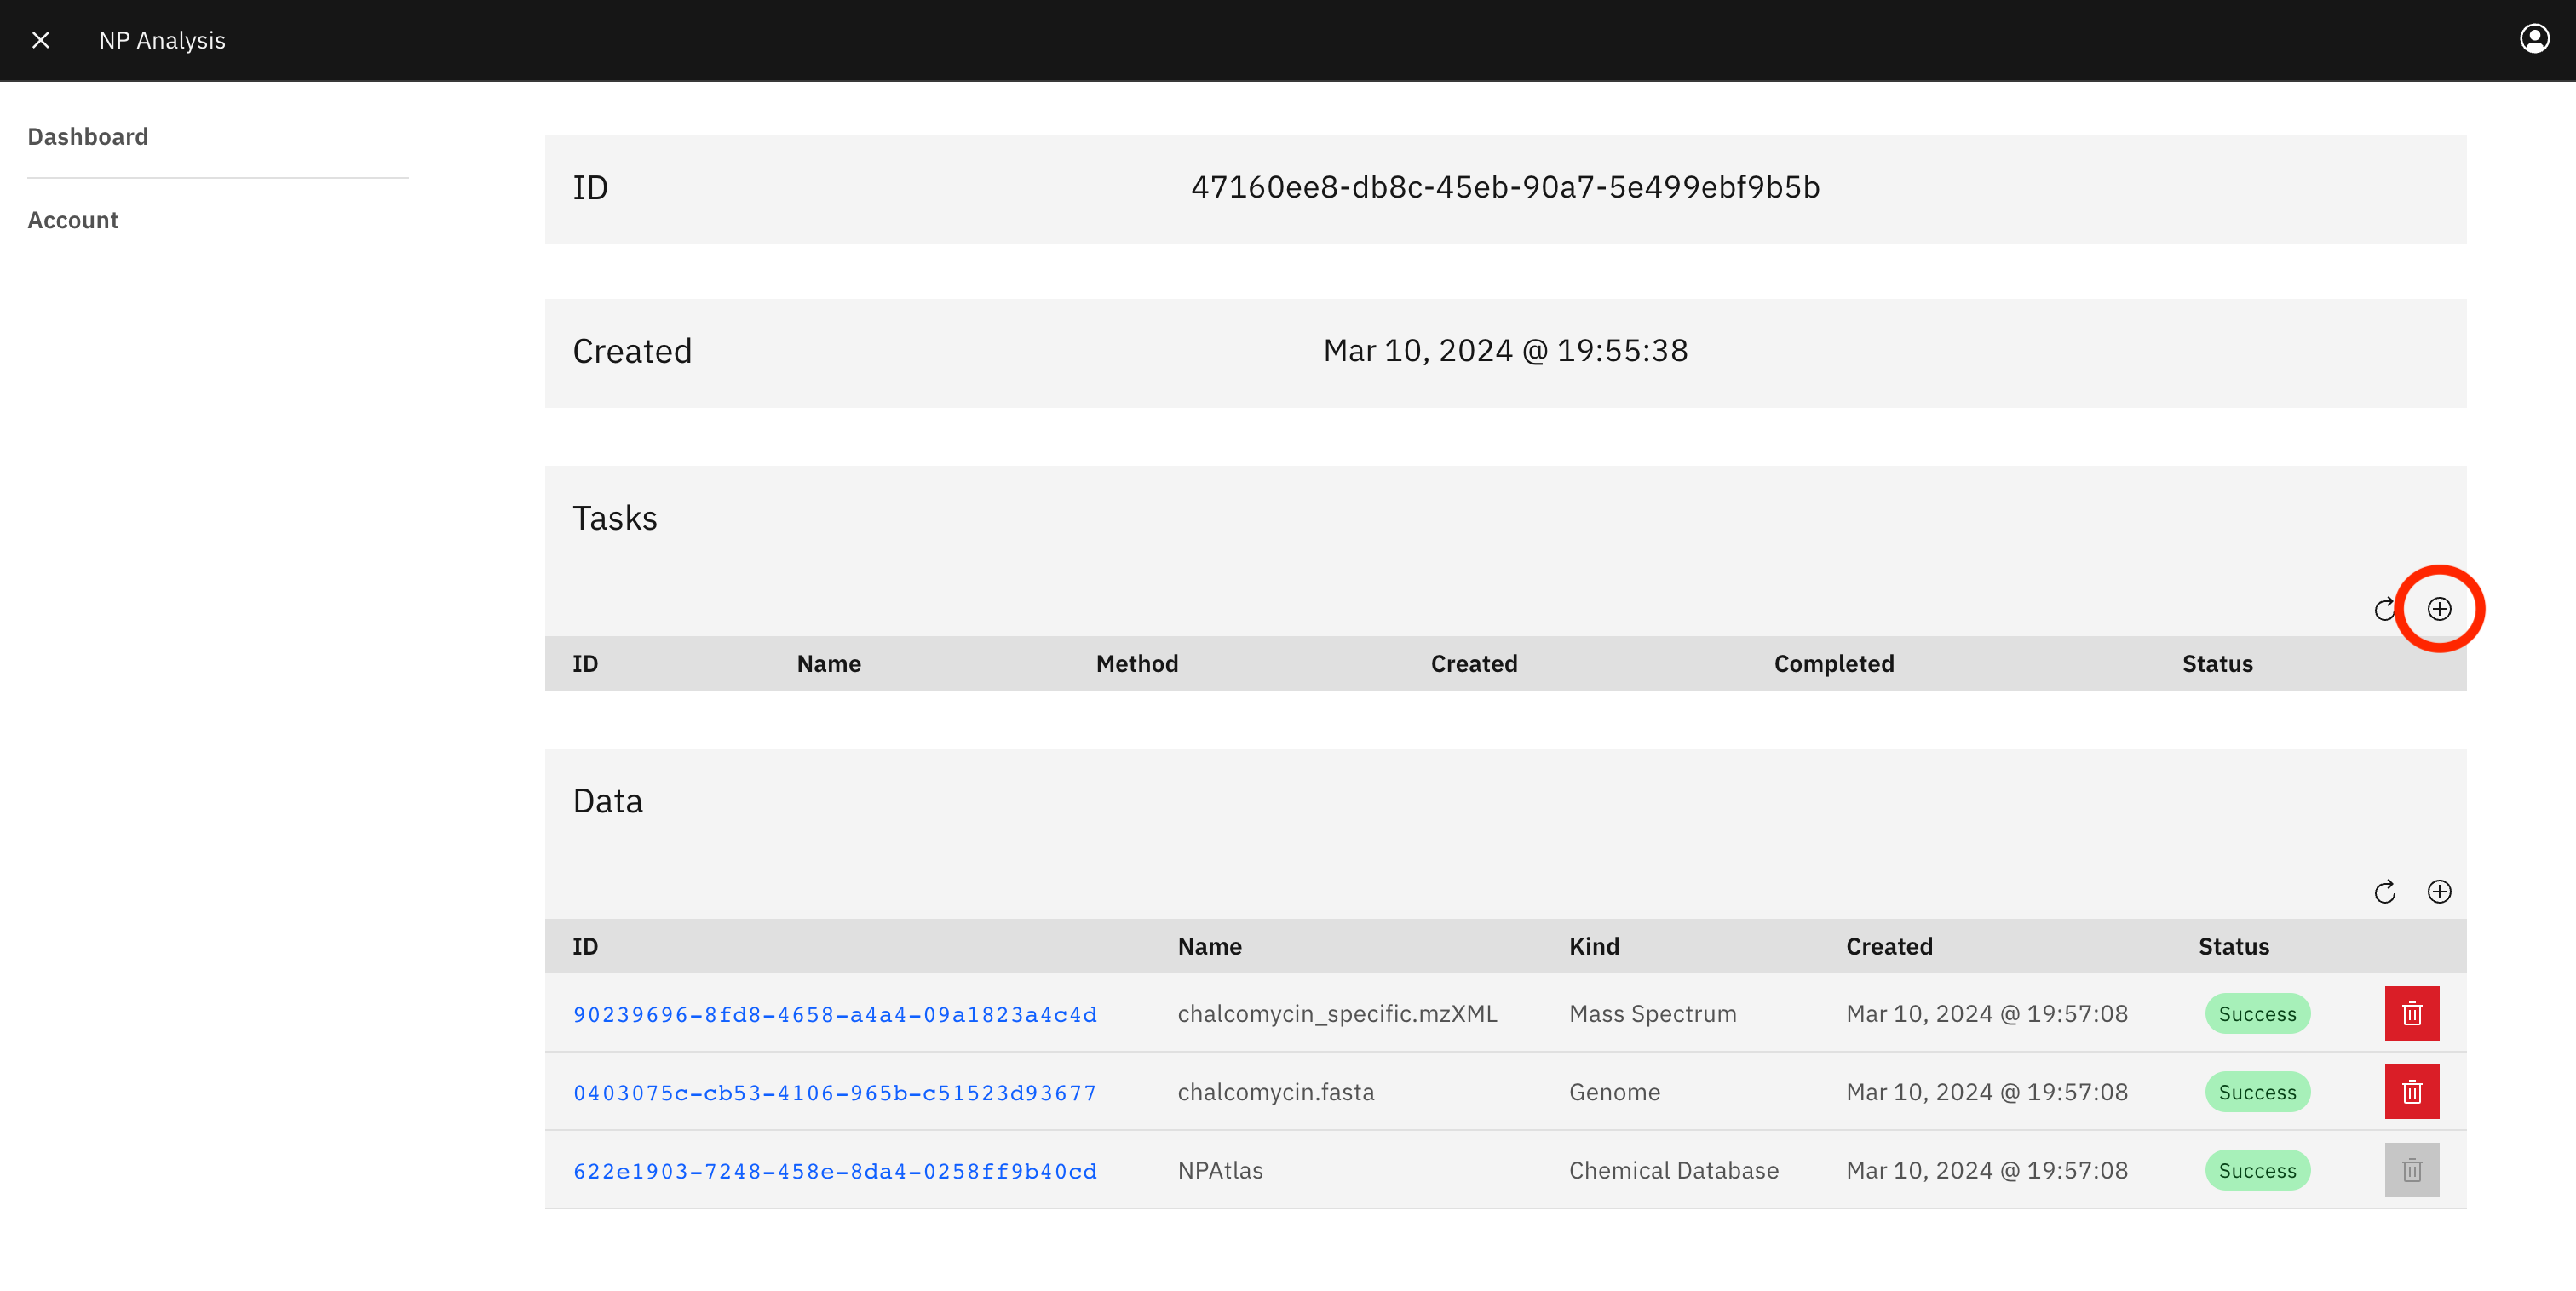 NP Analysis
Dashboard
Account
ID 47160ee8-db8c-45eb-90a7-5e499ebf9b5b
Created Mar 10, 2024 @ 19:55:38
Tasks
ID Name Method Created Completed Status
Data
ID Name Kind Created Status
90239696-8fd8-4658-a4a4-09a1823a4c4d chalcomycin_specific.mzXML Mass Spectrum Mar 10, 2024 @ 19:57:08 Success
0403075c-cb53-4106-965b-c51523d93677 chalcomycin.fasta Genome Mar 10, 2024 @ 19:57:08 Success
622e1903-7248-458e-8da4-0258ff9b40cd NPAtlas Chemical Database Mar 10, 2024 @ 19:57:08 Success